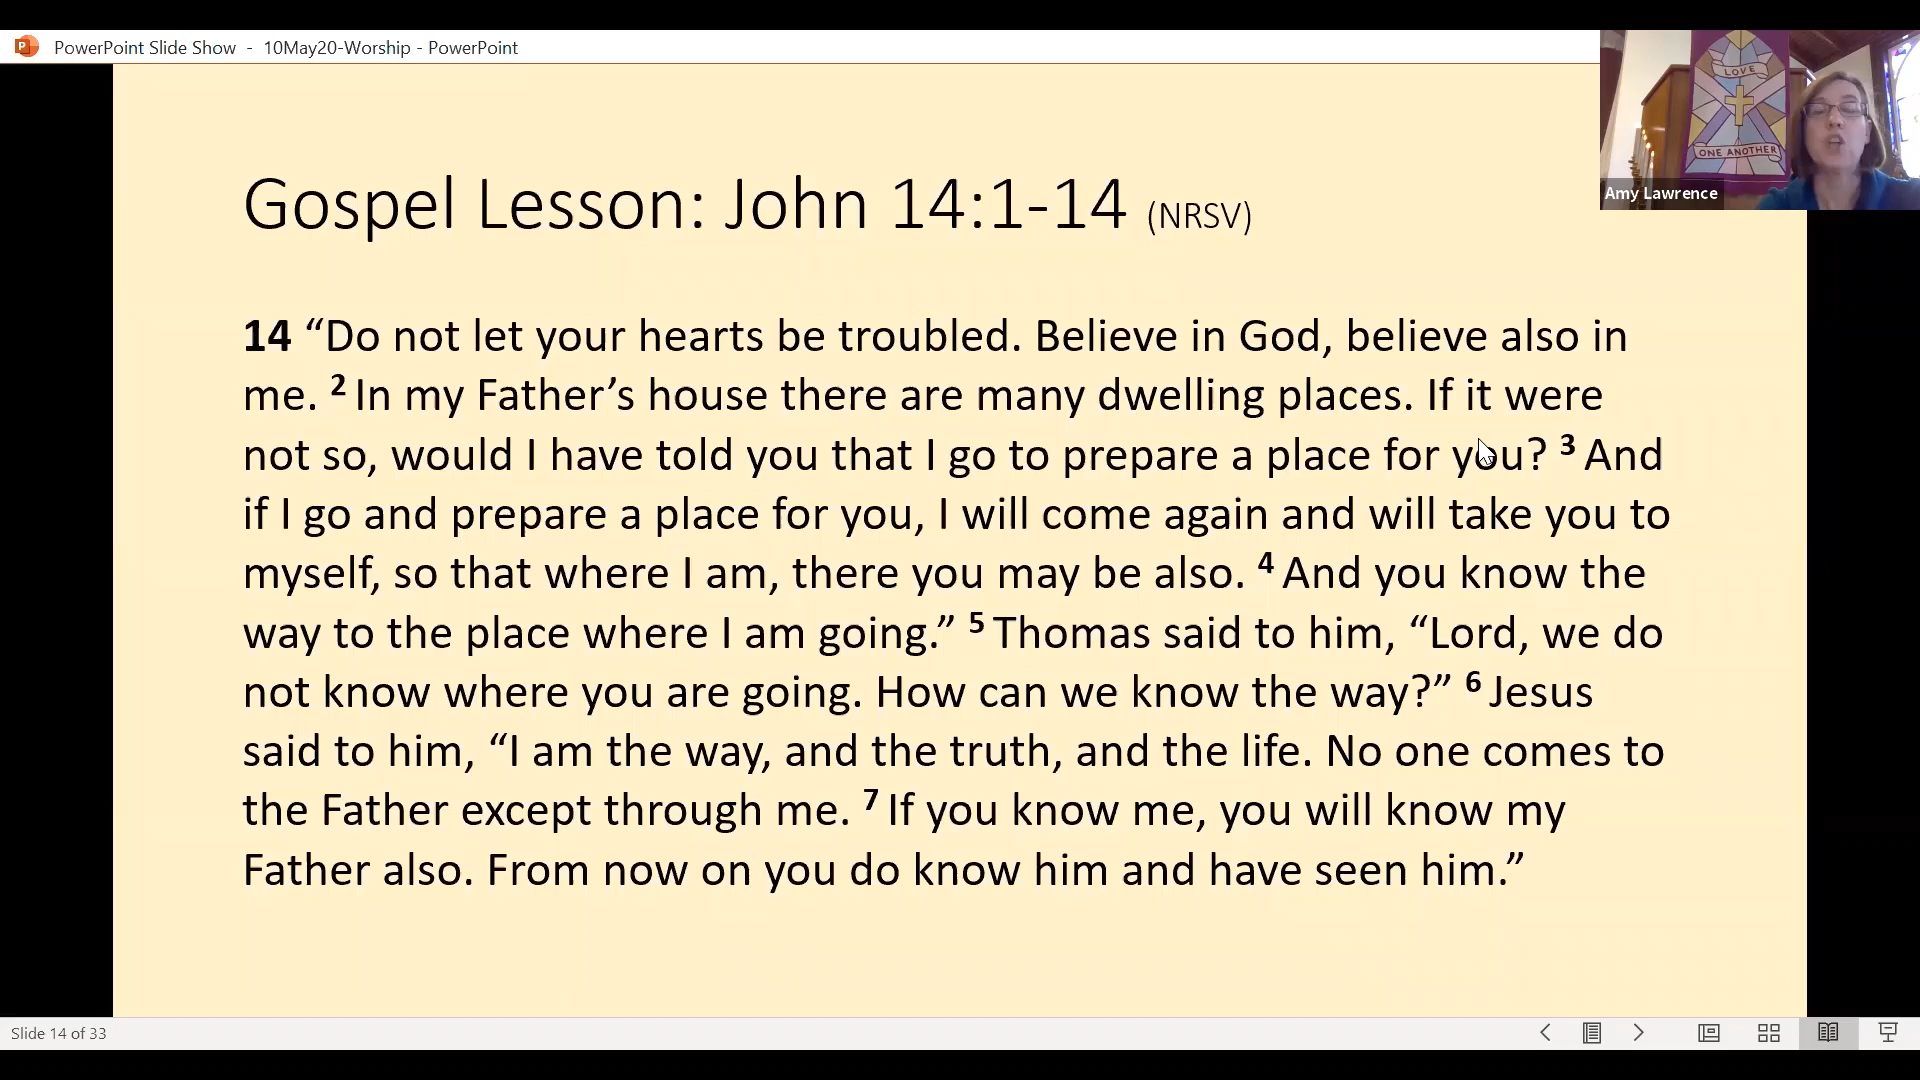 PowerPoint Slide Show - 10May20-Worship - PowerPoint
LOVE
ONE ANOTHER
Amy Lawrence
Gospel Lesson: John 14:1-14 (NRSV)
14 “Do not let your hearts be troubled. Believe in God, believe also in
me. 2 In my Father’s house there are many dwelling places. If it were
not so, would I have told you that I go to prepare a place for you? 3 And
if I go and prepare a place for you, I will come again and will take you to
myself, so that where I am, there you may be also. 4 And you know the
way to the place where I am going.” 5 Thomas said to him, “Lord, we do
not know where you are going. How can we know the way?” 6 Jesus
said to him, “I am the way, and the truth, and the life. No one comes to
the Father except through me. 7 If you know me, you will know my
Father also. From now on you do know him and have seen him.”
Slide 14 of 33